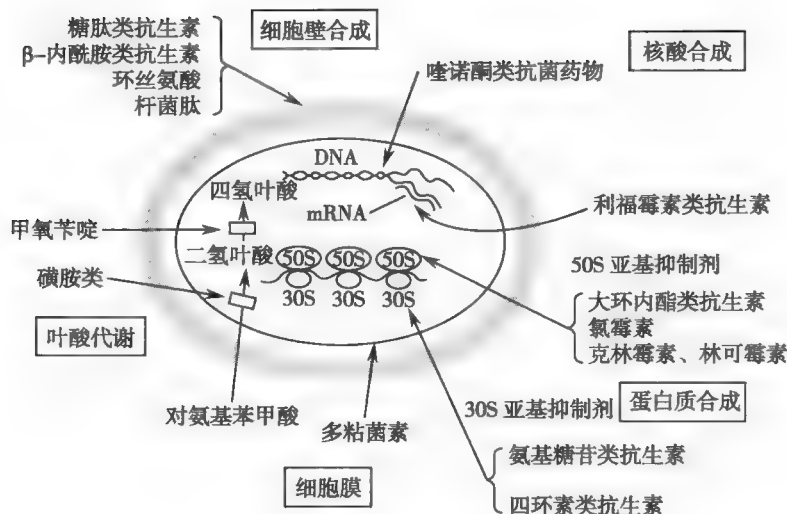 糖肽类抗生素
β-内酰胺类抗生素
环丝氨酸
杆菌肽
细胞壁合成
核酸合成
喹诺酮类抗菌药物
DNA
四氢叶酸
mRNA
利福霉素类抗生素
甲氧苄啶
二氢叶酸
50S 50S 50S
30S 30S 30S
磺胺类
叶酸代谢
50S 亚基抑制剂
大环内酯类抗生素
氯霉素
克林霉素、林可霉素
对氨基苯甲酸
多粘菌素
细胞膜
30S 亚基抑制剂
蛋白质合成
氨基糖苷类抗生素
四环素类抗生素